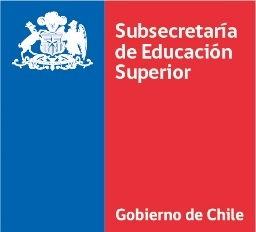 Subsecretaría
de Educación
Superior
Gobierno de Chile